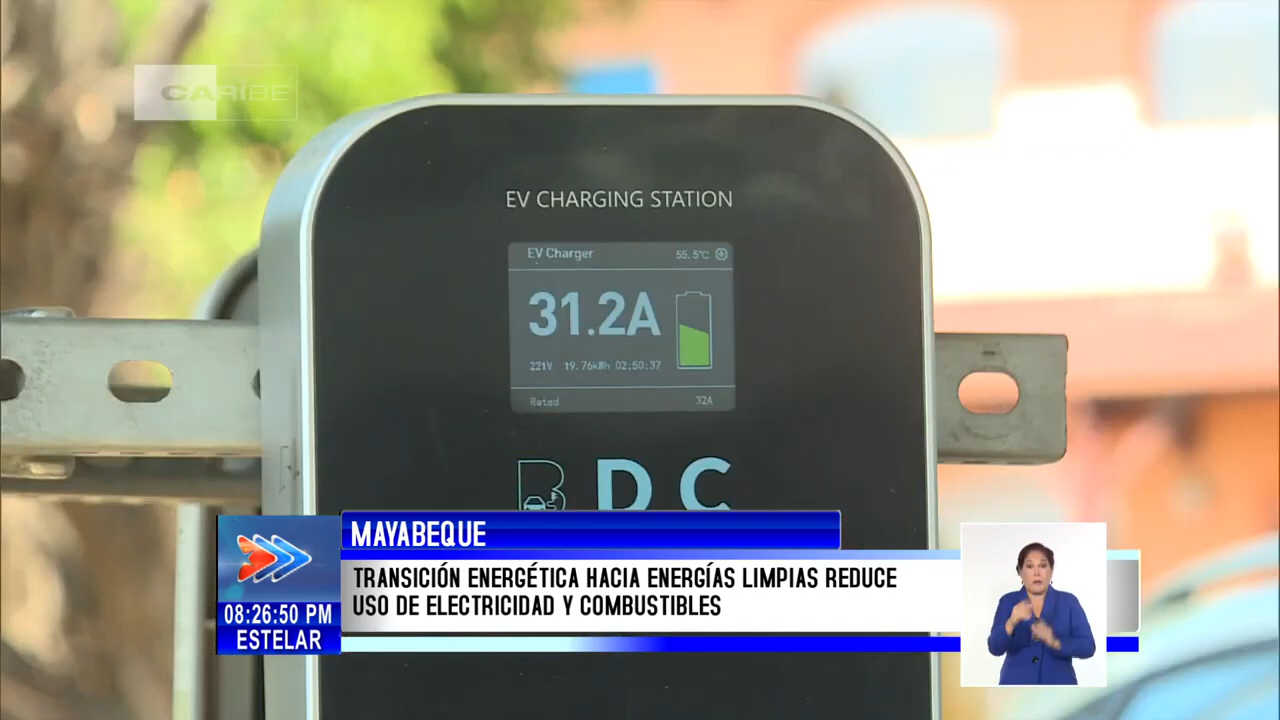 CARIBE
EV CHARGING STATION
EV Charger 55.5°C
31.2A
221V 19.76kWh 02:50:37
Rated 32A
BDC
MAYABEQUE
TRANSICIÓN ENERGÉTICA HACIA ENERGÍAS LIMPIAS REDUCE
USO DE ELECTRICIDAD Y COMBUSTIBLES
08:26:50 PM
ESTELAR